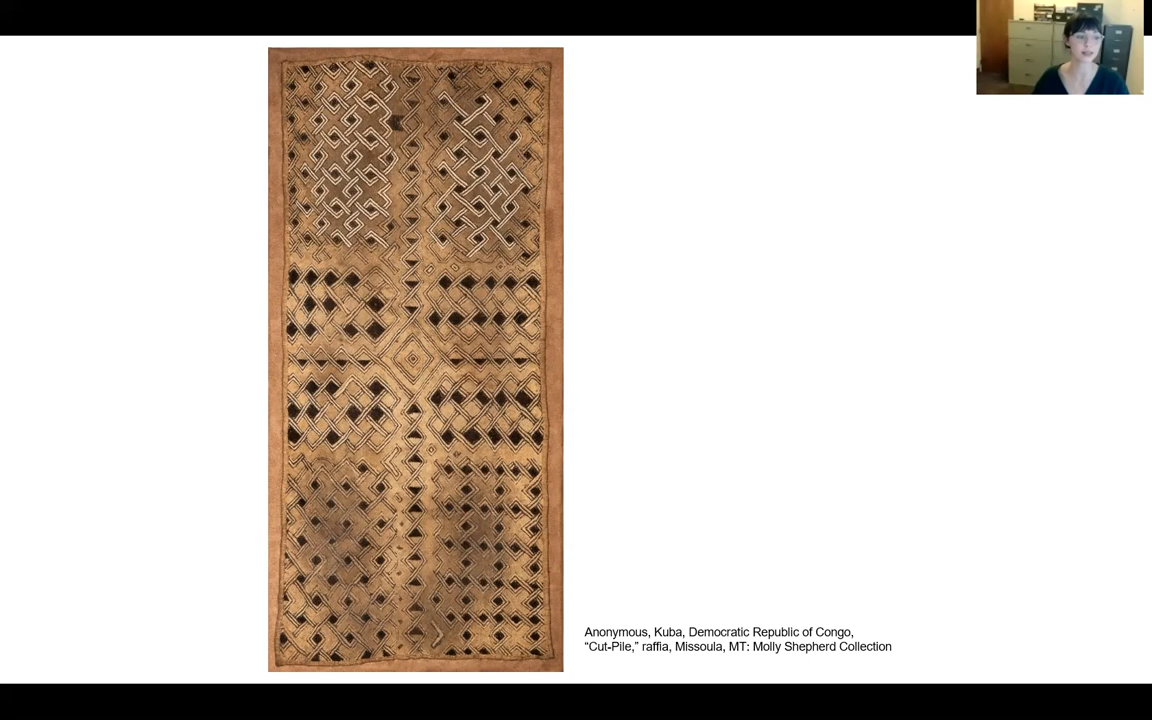 Anonymous, Kuba, Democratic Republic of Congo,
“Cut-Pile,” raffia, Missoula, MT: Molly Shepherd Collection